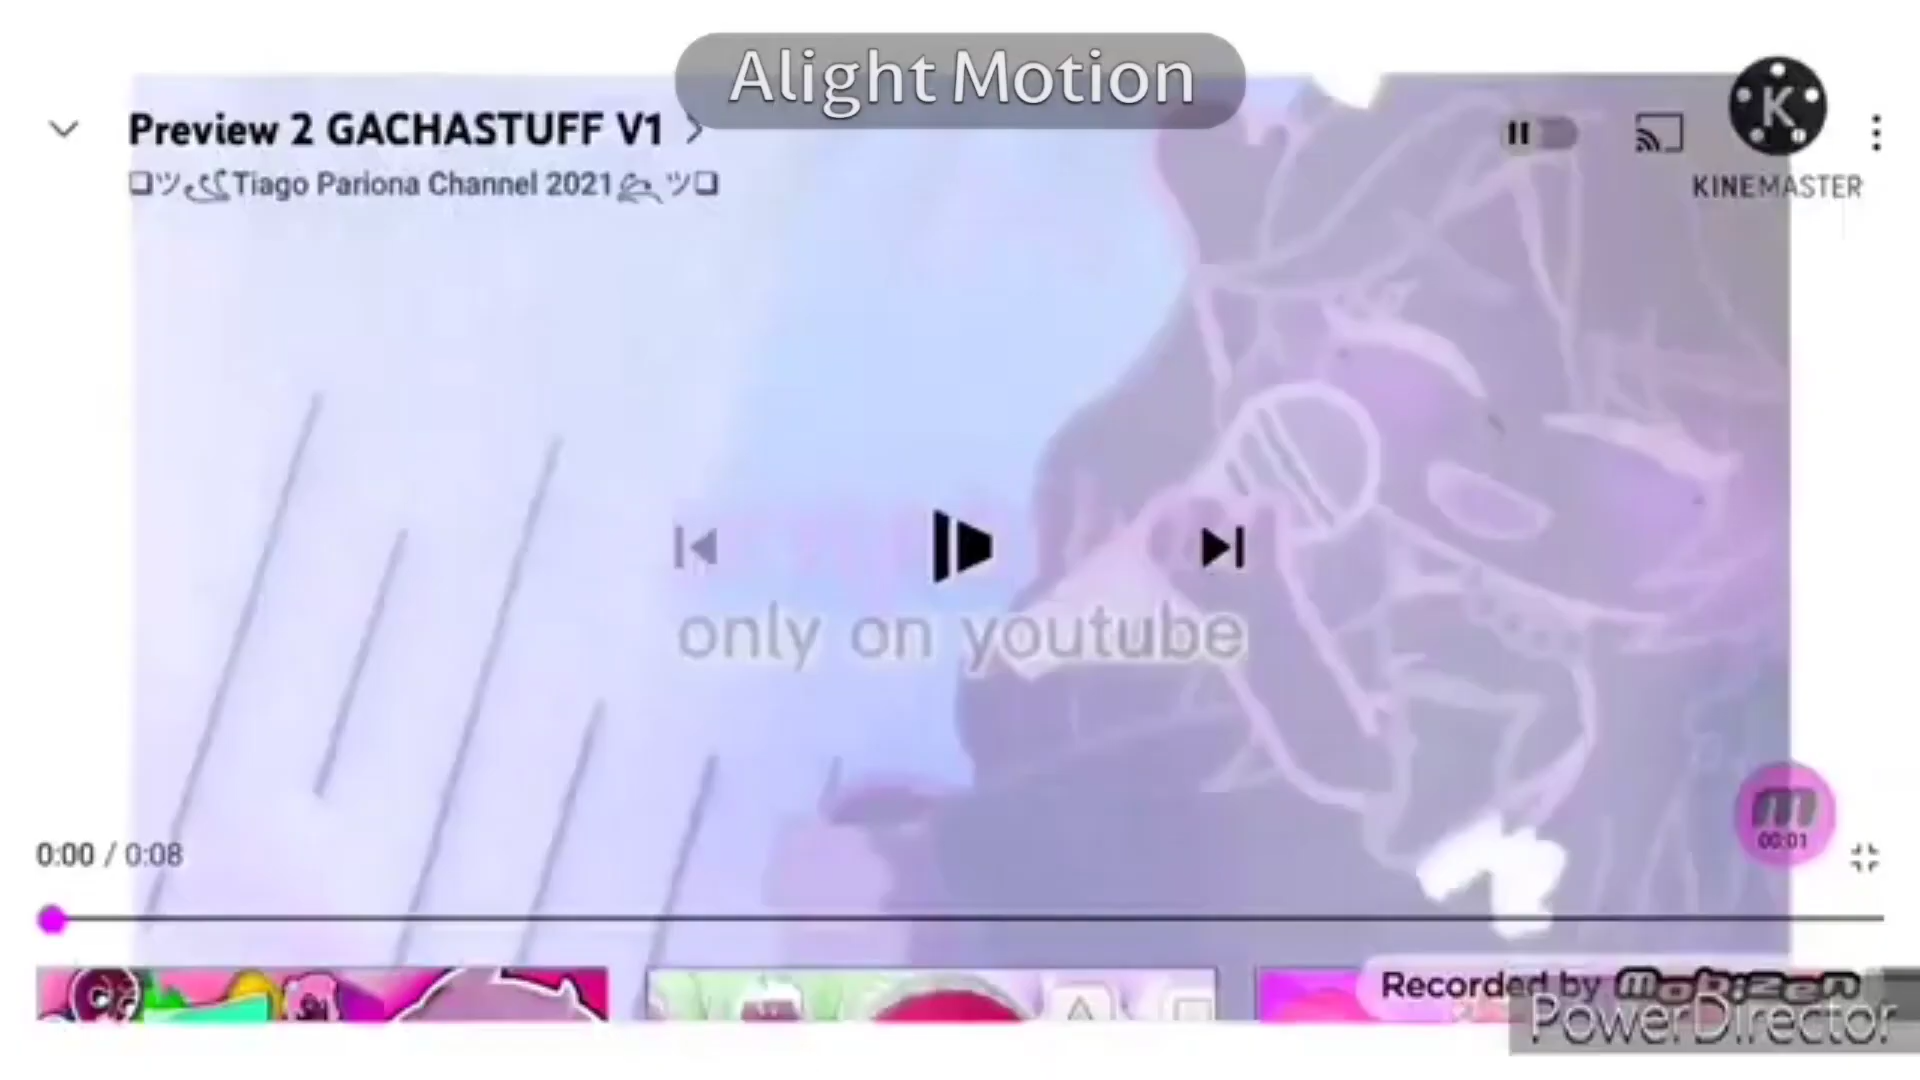 Alight Motion
Preview 2 GACHASTUFF V1
Tiago Pariona Channel 2021
K
KINEMASTER
only on youtube
m
00:01
0:00 / 0:08
Recorded by mobizen
PowerDirector